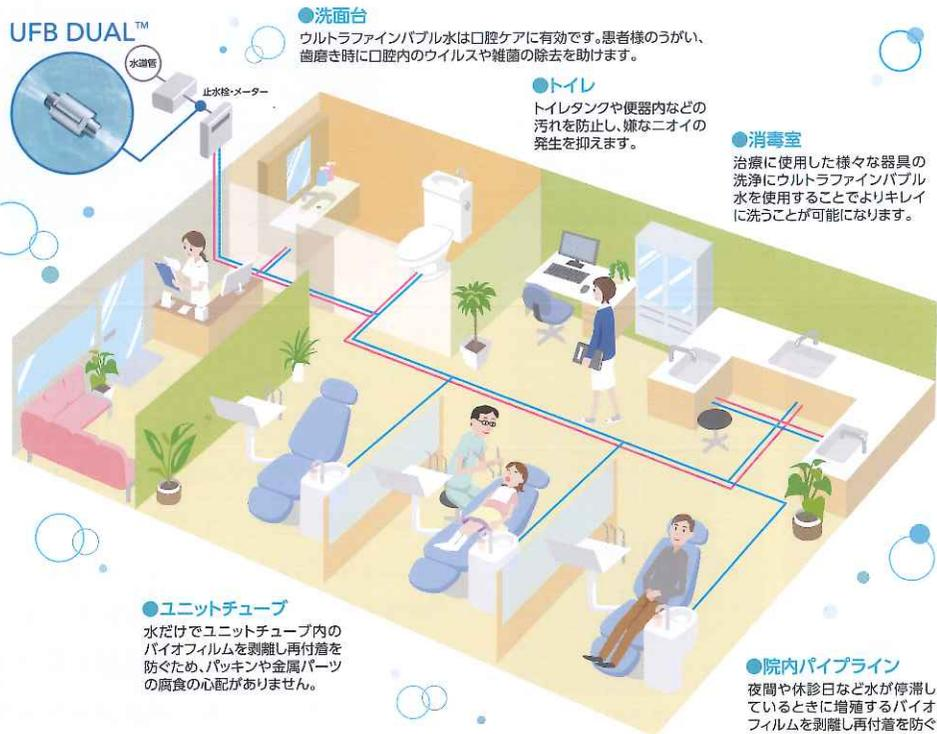 UFB DUAL™
水道管
止水栓・メーター
●洗面台
ウルトラファインバブル水は口腔ケアに有効です。患者様のうがい、
歯磨き時に口腔内のウイルスや雑菌の除去を助けます。
●トイレ
トイレタンクや便器内などの
汚れを防止し、嫌なニオイの
発生を抑えます。
●消毒室
治療に使用した様々な器具の
洗浄にウルトラファインバブル
水を使用することでよりキレイ
に洗うことが可能になります。
●ユニットチューブ
水だけでユニットチューブ内の
バイオフィルムを剥離し再付着を
防ぐため、パッキンや金属パーツ
の腐食の心配がありません。
●院内パイプライン
夜間や休診日など水が停滞し
ているときに増殖するバイオ
フィルムを剥離し再付着を防ぐ